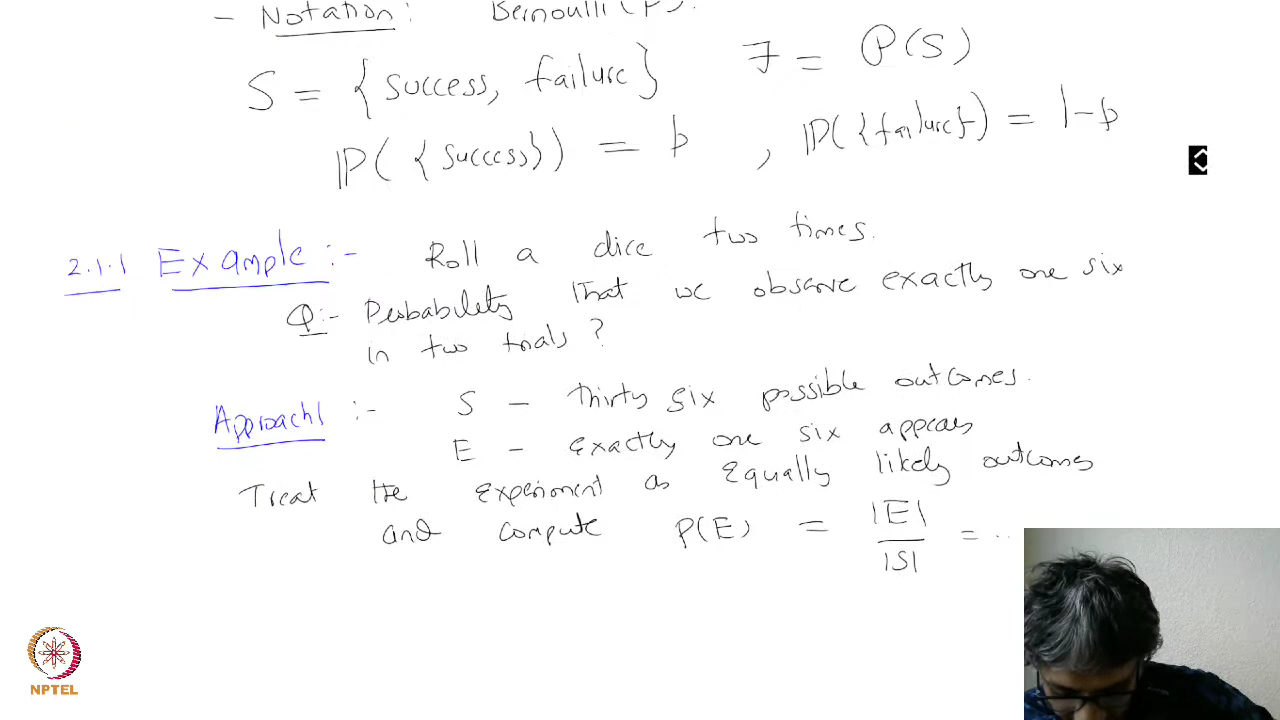 - Notation: Bernoulli(p).
S = {success, failure} ℱ = 𝒫(S)
ℙ({success}) = p , ℙ({failure}) = 1-p
2.1.1 Example :- Roll a dice two times.
Q:- Probability that we observe exactly one six
in two trials ?
Approach1 :- S - thirty six possible outcomes.
E - exactly one six appears
Treat the experiment as Equally likely outcomes
and compute P(E) = |E| / |S| = ..
NPTEL